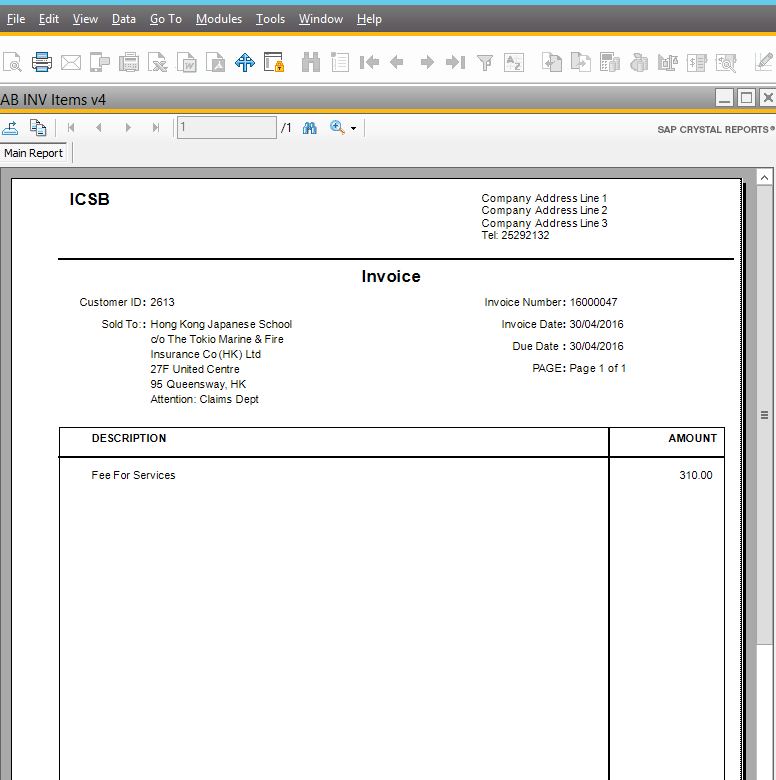 File Edit View Data Go To Modules Tools Window Help
AB INV Items v4
1 /1 SAP CRYSTAL REPORTS®
Main Report
ICSB
Company Address Line 1
Company Address Line 2
Company Address Line 3
Tel: 25292132
Invoice
Customer ID: 2613 Invoice Number: 16000047
Sold To:: Hong Kong Japanese School Invoice Date: 30/04/2016
c/o The Tokio Marine & Fire
Insurance Co (HK) Ltd Due Date : 30/04/2016
27F United Centre PAGE: Page 1 of 1
95 Queensway, HK
Attention: Claims Dept
DESCRIPTION AMOUNT
Fee For Services 310.00